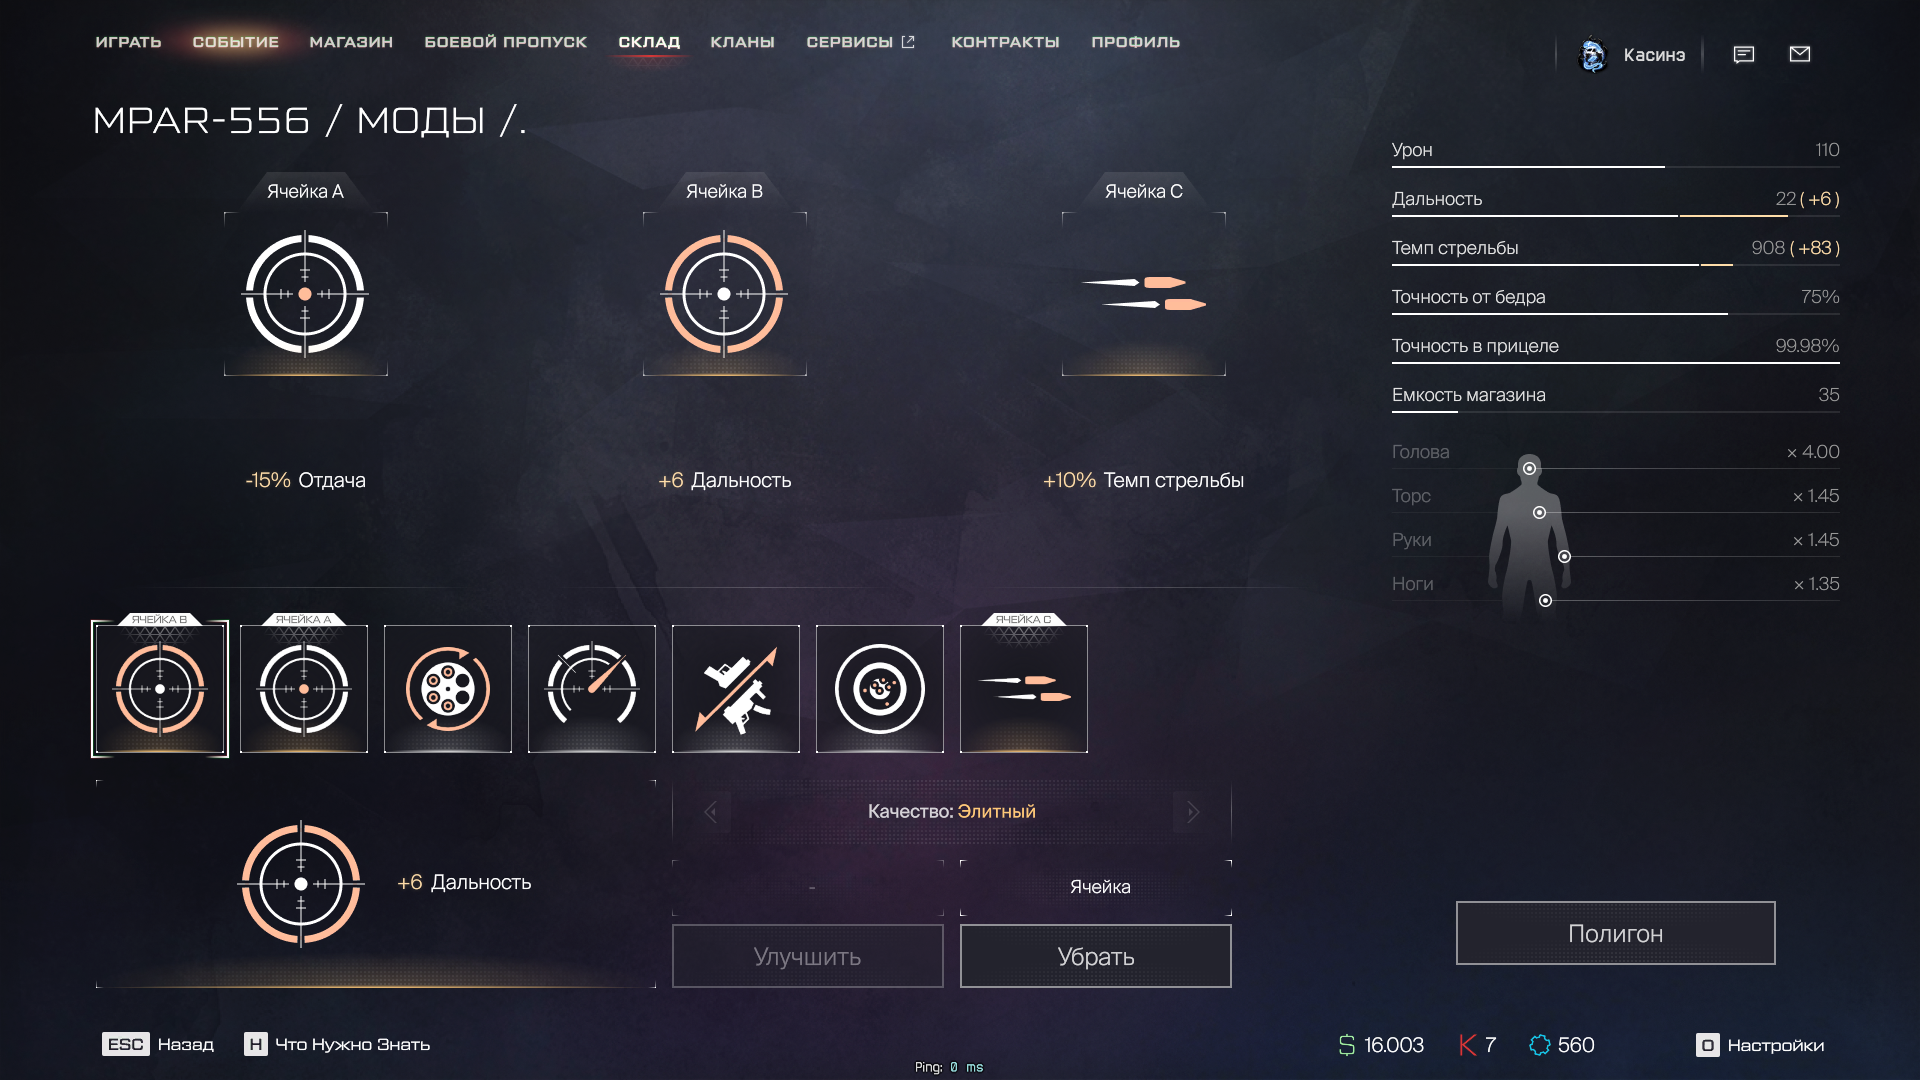 ИГРАТЬ СОБЫТИЕ МАГАЗИН БОЕВОЙ ПРОПУСК СКЛАД КЛАНЫ СЕРВИСЫ КОНТРАКТЫ ПРОФИЛЬ
Касинэ
MPAR-556 / МОДЫ /.
Ячейка A
Ячейка B
Ячейка C
-15% Отдача
+6 Дальность
+10% Темп стрельбы
Урон 110
Дальность 22 ( +6 )
Темп стрельбы 908 ( +83 )
Точность от бедра 75%
Точность в прицеле 99.98%
Емкость магазина 35
Голова × 4.00
Торс × 1.45
Руки × 1.45
Ноги × 1.35
ЯЧЕЙКА B
ЯЧЕЙКА A
ЯЧЕЙКА C
+6 Дальность
Качество: Элитный
-
Ячейка
Улучшить
Убрать
Полигон
ESC Назад
H Что Нужно Знать
16.003
7
560
O Настройки
Ping: 0 ms